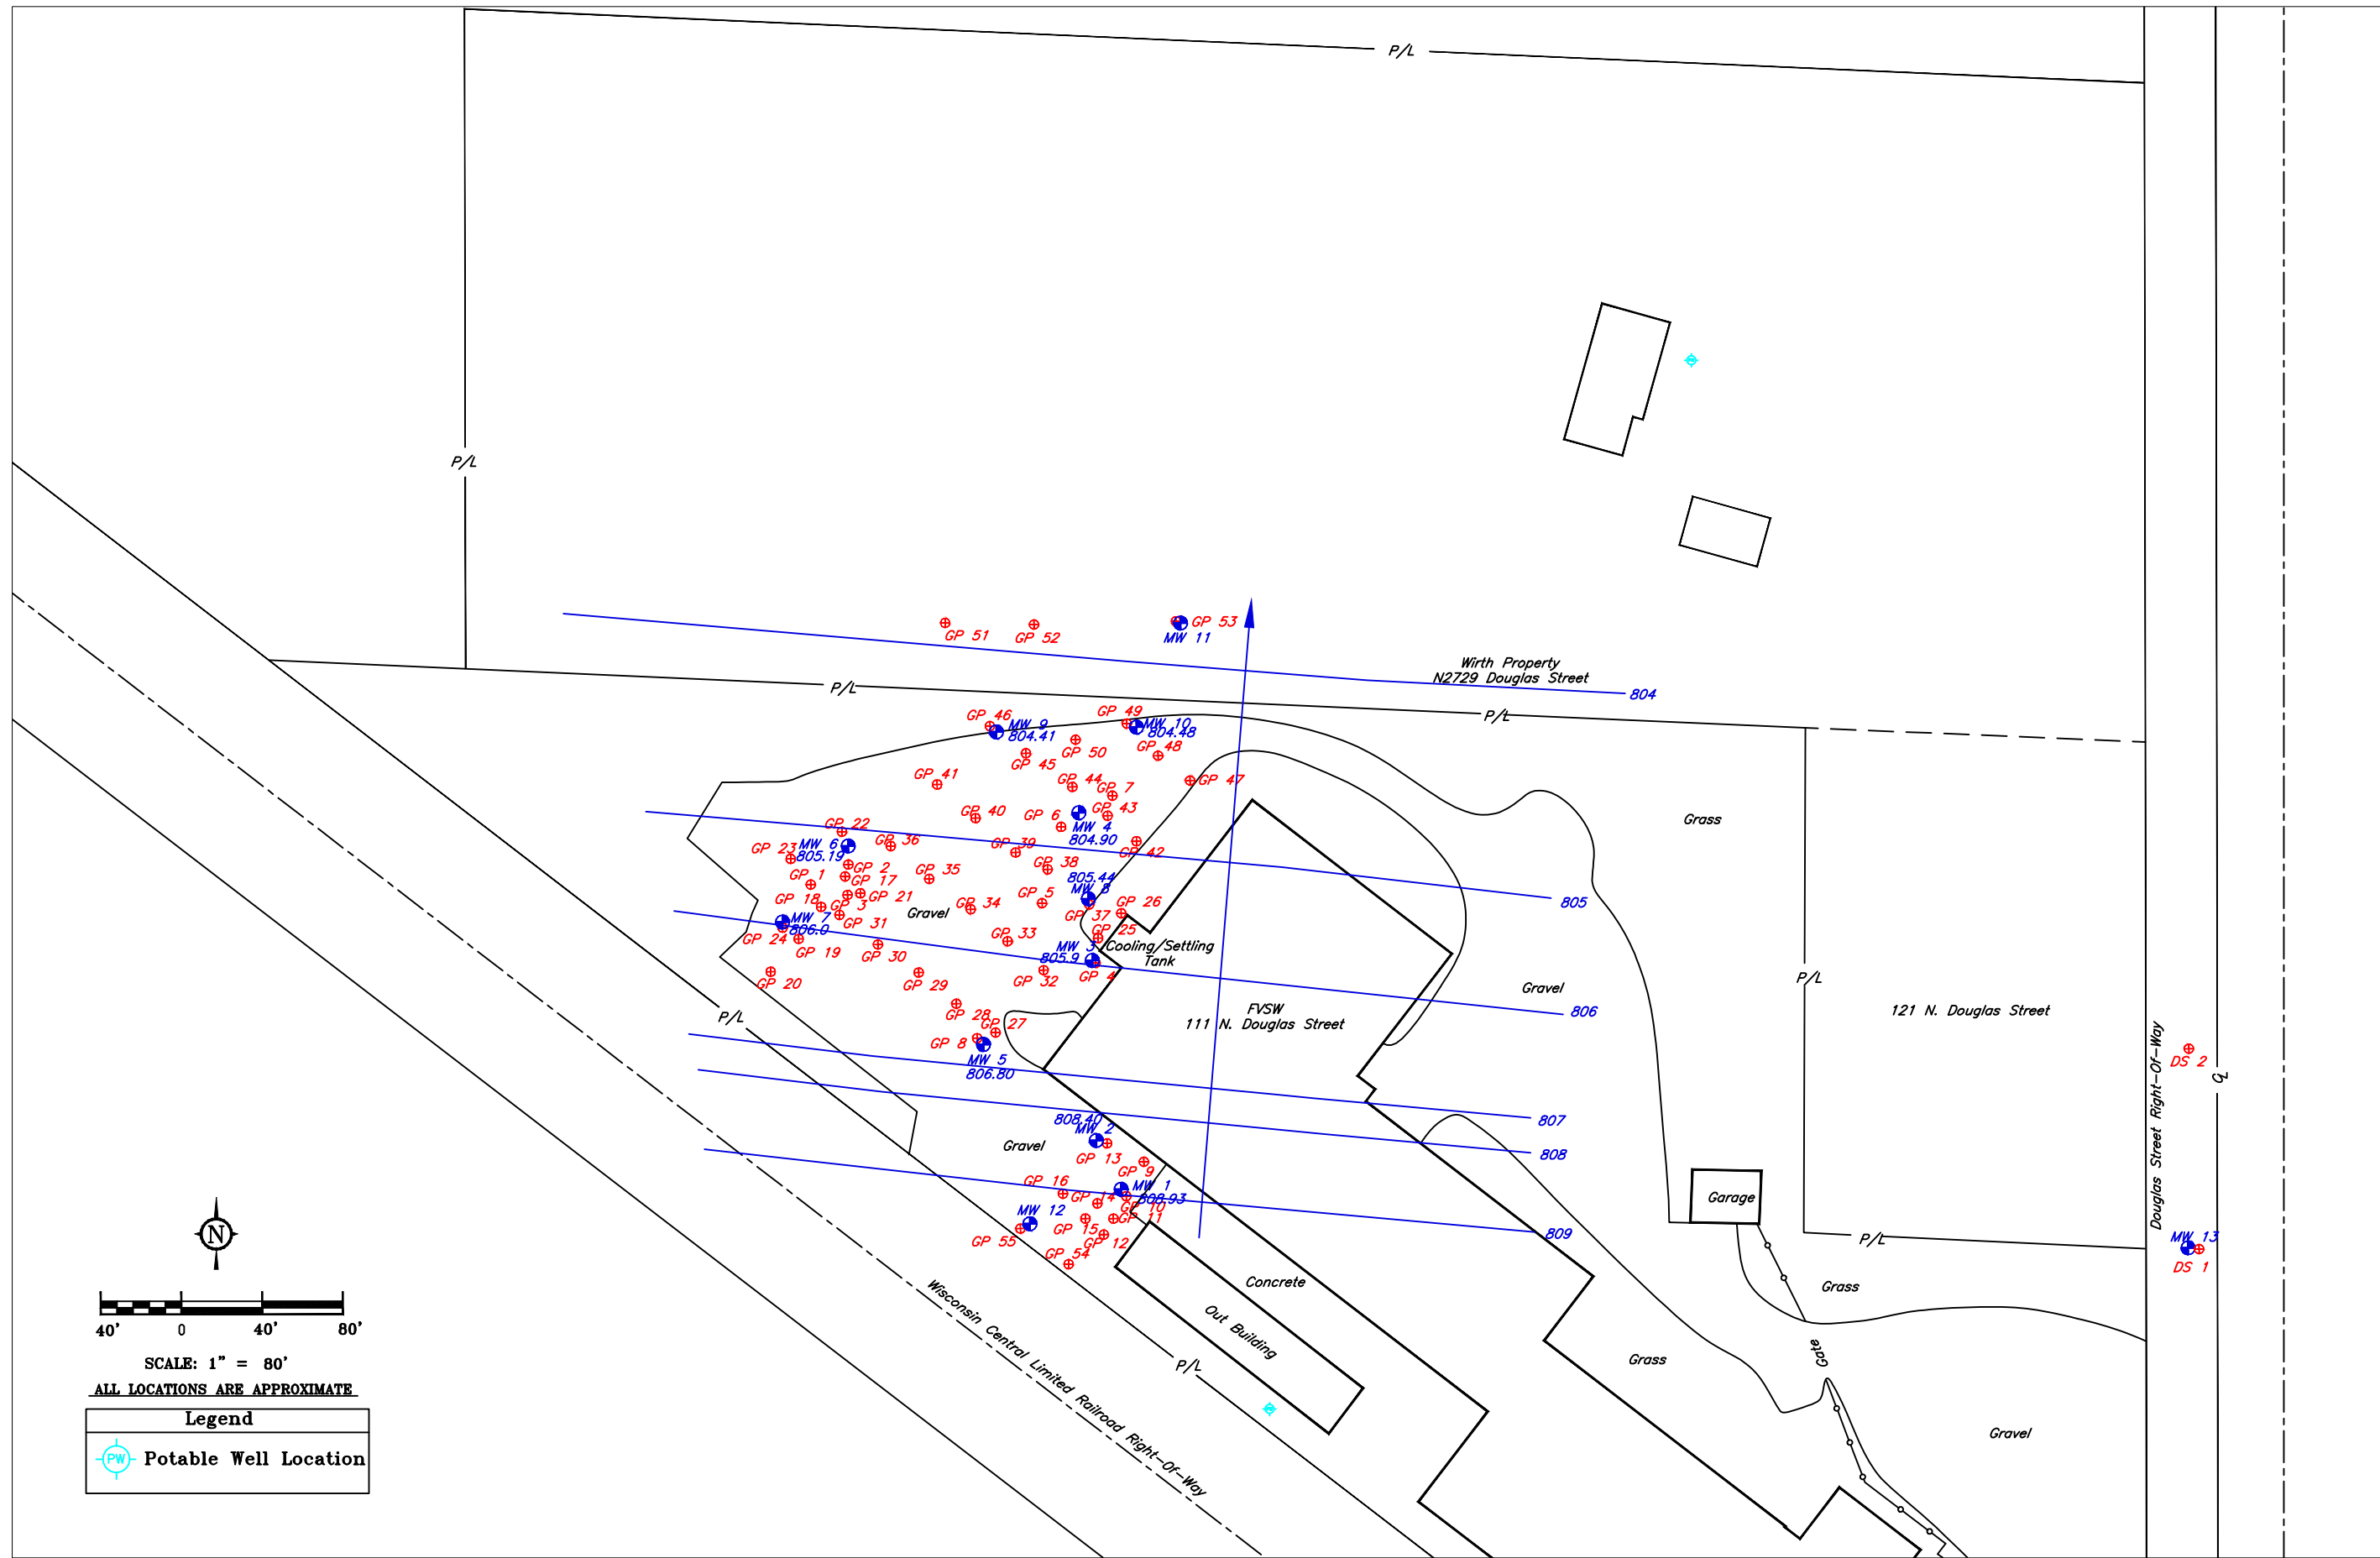 P/L
P/L
GP 51
GP 52
GP 53
MW 11
Wirth Property
N2729 Douglas Street
804
P/L
P/L
GP 46
MW 9
804.41
GP 49
MW 10
804.48
GP 50
GP 48
GP 45
GP 41
GP 44
GP 7
GP 47
GP 40
GP 6
GP 43
MW 4
804.90
Grass
GP 22
GP 36
GP 39
GP 42
GP 23
MW 6
805.19
GP 2
GP 38
GP 1
GP 17
GP 35
805.44
MW 8
GP 18
GP 3
GP 21
GP 5
GP 26
805
Gravel
GP 34
GP 37
MW 7
806.0
GP 31
GP 25
GP 24
GP 19
GP 30
GP 33
MW 3
805.9
Cooling/Settling
Tank
GP 20
GP 29
GP 32
GP 4
P/L
Gravel
806
FVSW
111 N. Douglas Street
121 N. Douglas Street
P/L
GP 28
GP 27
GP 8
MW 5
806.80
DS 2
Douglas Street Right-Of-Way
807
808.40
MW 2
Gravel
GP 13
808
GP 9
GP 16
GP 14
MW 1
808.93
GP 10
Garage
MW 12
GP 15
GP 11
GP 55
GP 12
GP 54
809
P/L
MW 13
DS 1
N
Concrete
Grass
Wisconsin Central Limited Railroad Right-Of-Way
Out Building
40' 0 40' 80'
SCALE: 1" = 80'
P/L
Grass
Gate
ALL LOCATIONS ARE APPROXIMATE
Legend
PW Potable Well Location
Gravel